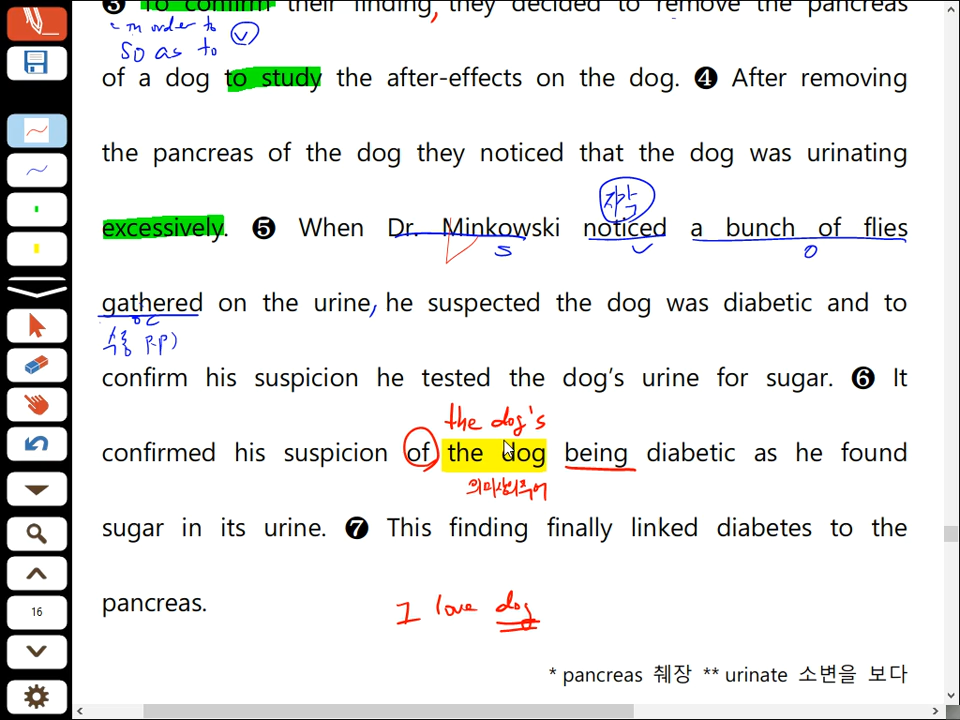 ❸ To confirm their finding, they decided to remove the pancreas
in order to
so as to v
of a dog to study the after-effects on the dog. ❹ After removing
the pancreas of the dog they noticed that the dog was urinating
지각
excessively. ❺ When Dr. Minkowski noticed a bunch of flies
S V O
gathered on the urine, he suspected the dog was diabetic and to
OC
수동 P.P)
confirm his suspicion he tested the dog's urine for sugar. ❻ It
the dog's
confirmed his suspicion of the dog being diabetic as he found
의미상의주어
sugar in its urine. ❼ This finding finally linked diabetes to the
pancreas.
I love dog
16
* pancreas 췌장 ** urinate 소변을 보다